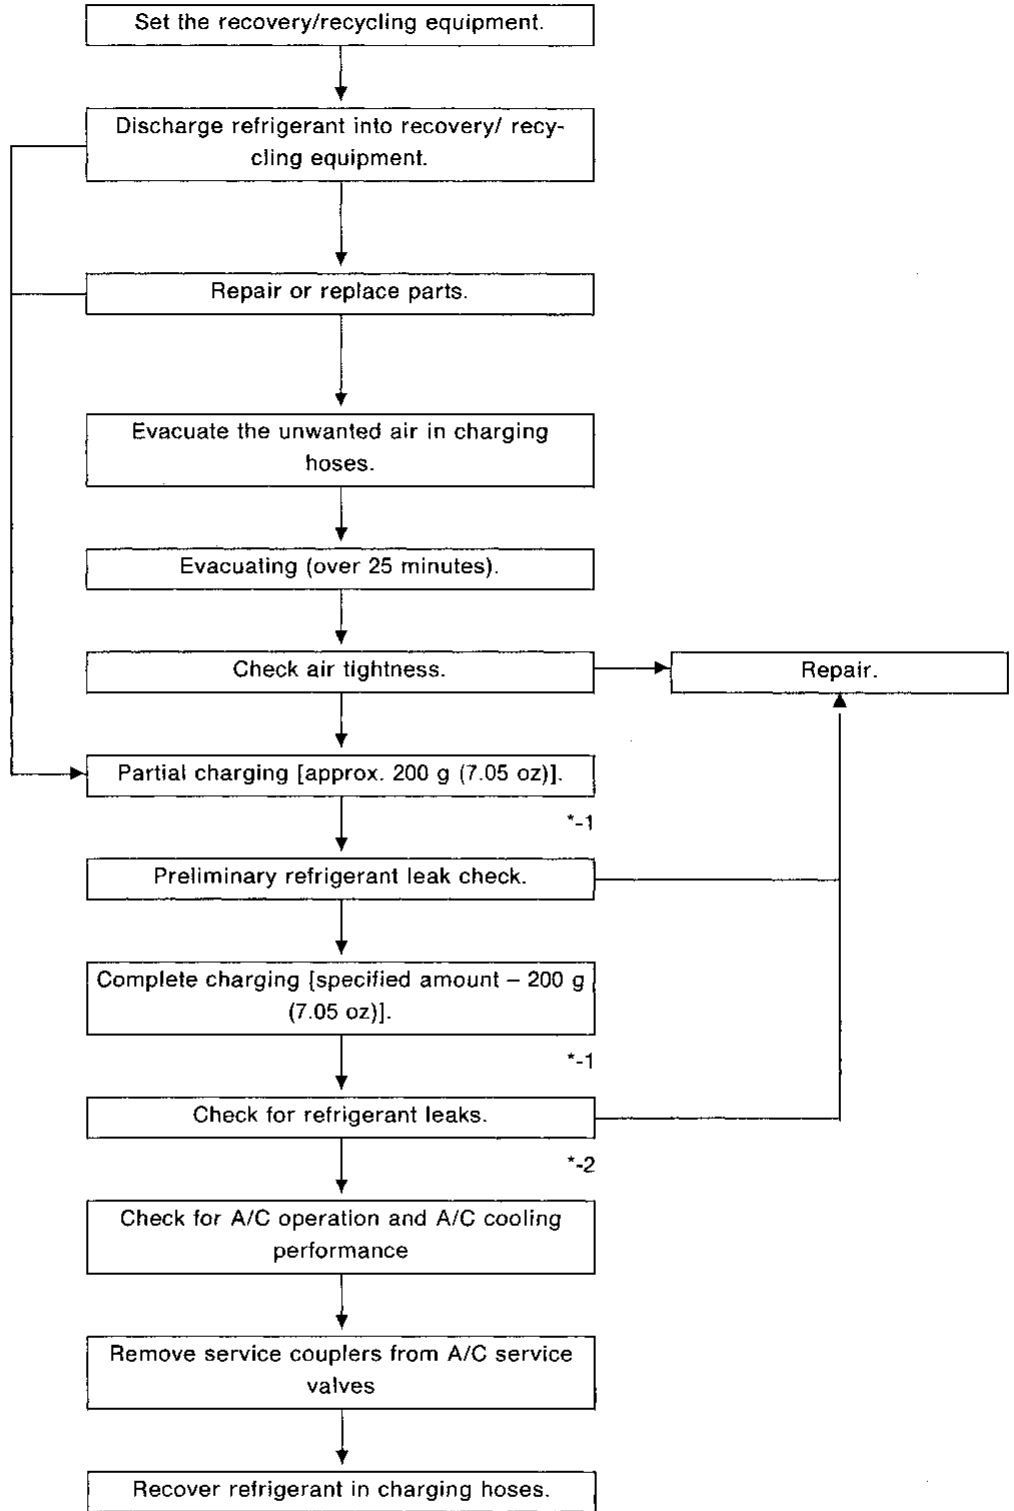 Set the recovery/recycling equipment.
Discharge refrigerant into recovery/ recy-
cling equipment.
Repair or replace parts.
Evacuate the unwanted air in charging
hoses.
Evacuating (over 25 minutes).
Check air tightness.
Repair.
Partial charging [approx. 200 g (7.05 oz)].
*-1
Preliminary refrigerant leak check.
Complete charging [specified amount – 200 g
(7.05 oz)].
*-1
Check for refrigerant leaks.
*-2
Check for A/C operation and A/C cooling
performance
Remove service couplers from A/C service
valves
Recover refrigerant in charging hoses.